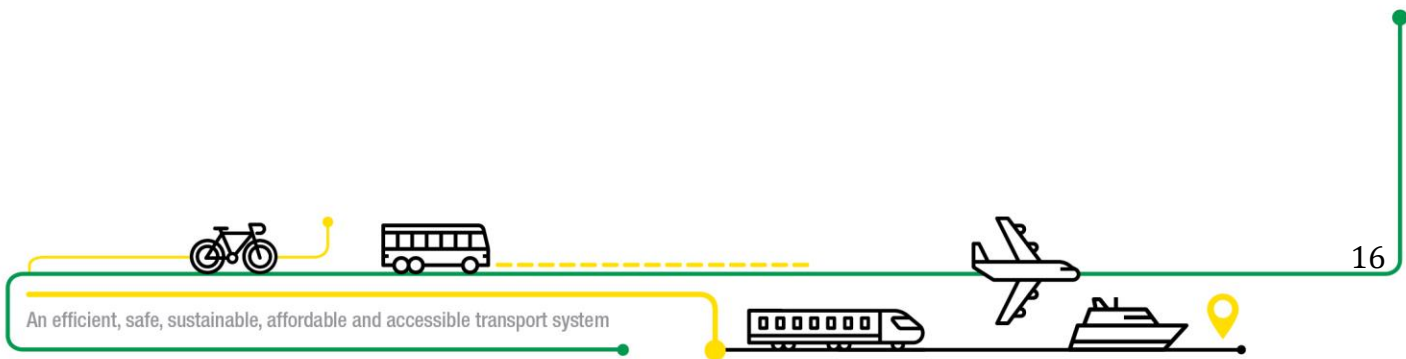 16
An efficient, safe, sustainable, affordable and accessible transport system